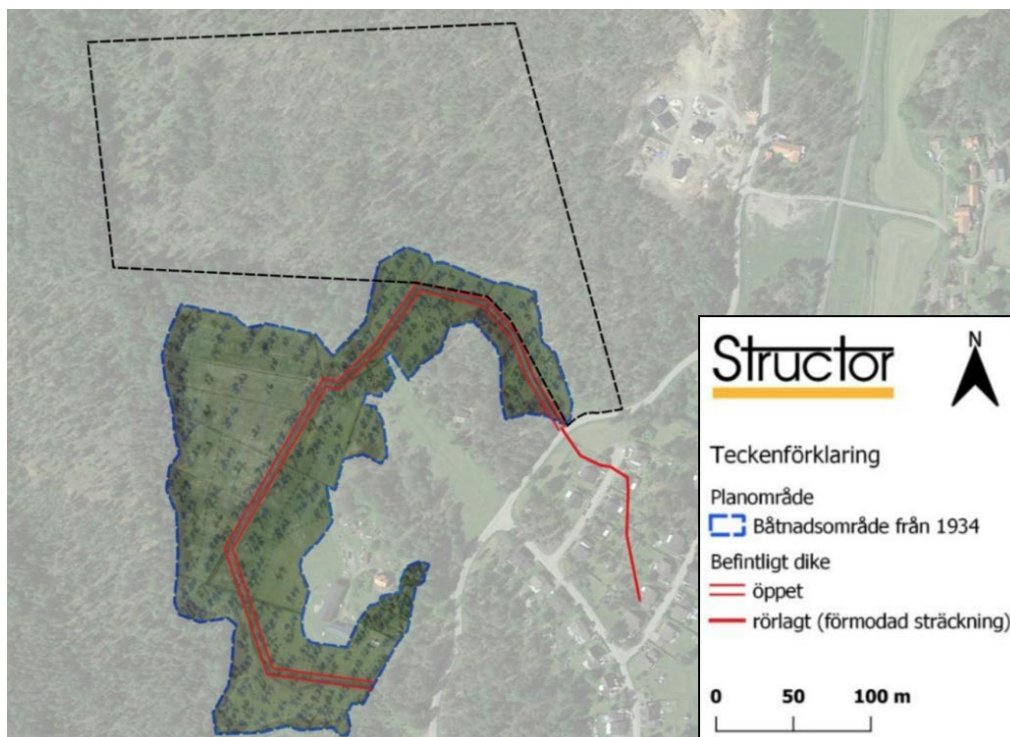 Structor
N
Teckenförklaring
Planområde
Båtnadsområde från 1934
Befintligt dike
öppet
rörlagt (förmodad sträckning)
0 50 100 m